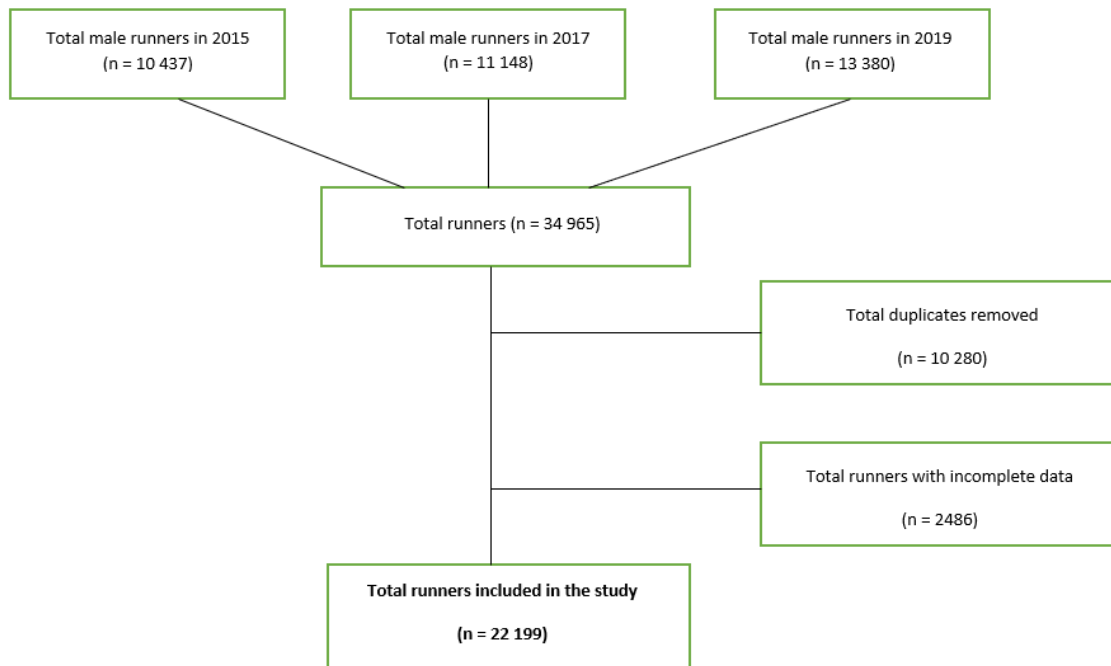 Total male runners in 2015
(n = 10 437)
Total male runners in 2017
(n = 11 148)
Total male runners in 2019
(n = 13 380)
Total runners (n = 34 965)
Total duplicates removed
(n = 10 280)
Total runners with incomplete data
(n = 2486)
Total runners included in the study
(n = 22 199)